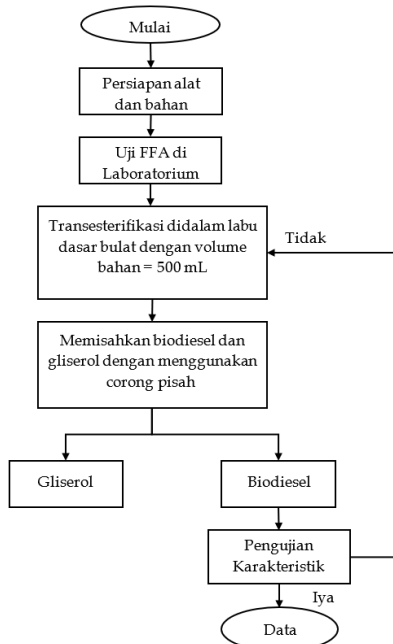 Mulai
Persiapan alat
dan bahan
Uji FFA di
Laboratorium
Transesterifikasi didalam labu
dasar bulat dengan volume
bahan = 500 mL
Tidak
Memisahkan biodiesel dan
gliserol dengan menggunakan
corong pisah
Gliserol
Biodiesel
Pengujian
Karakteristik
Iya
Data